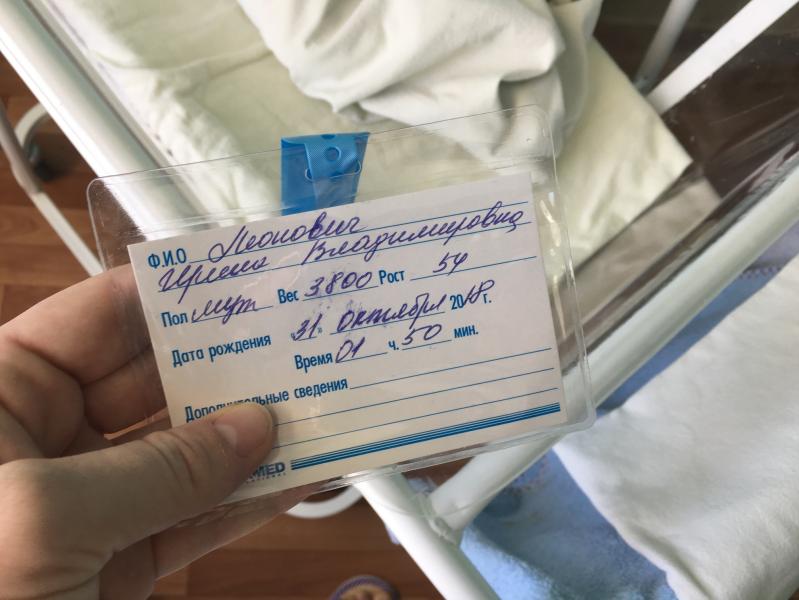 Ф.И.О Леонович
Ирина Владимировна
Пол муж Вес 3800 Рост 54
Дата рождения 31 октября 2018 г.
Время 01 ч. 50 мин.
Дополнительные сведения
MED